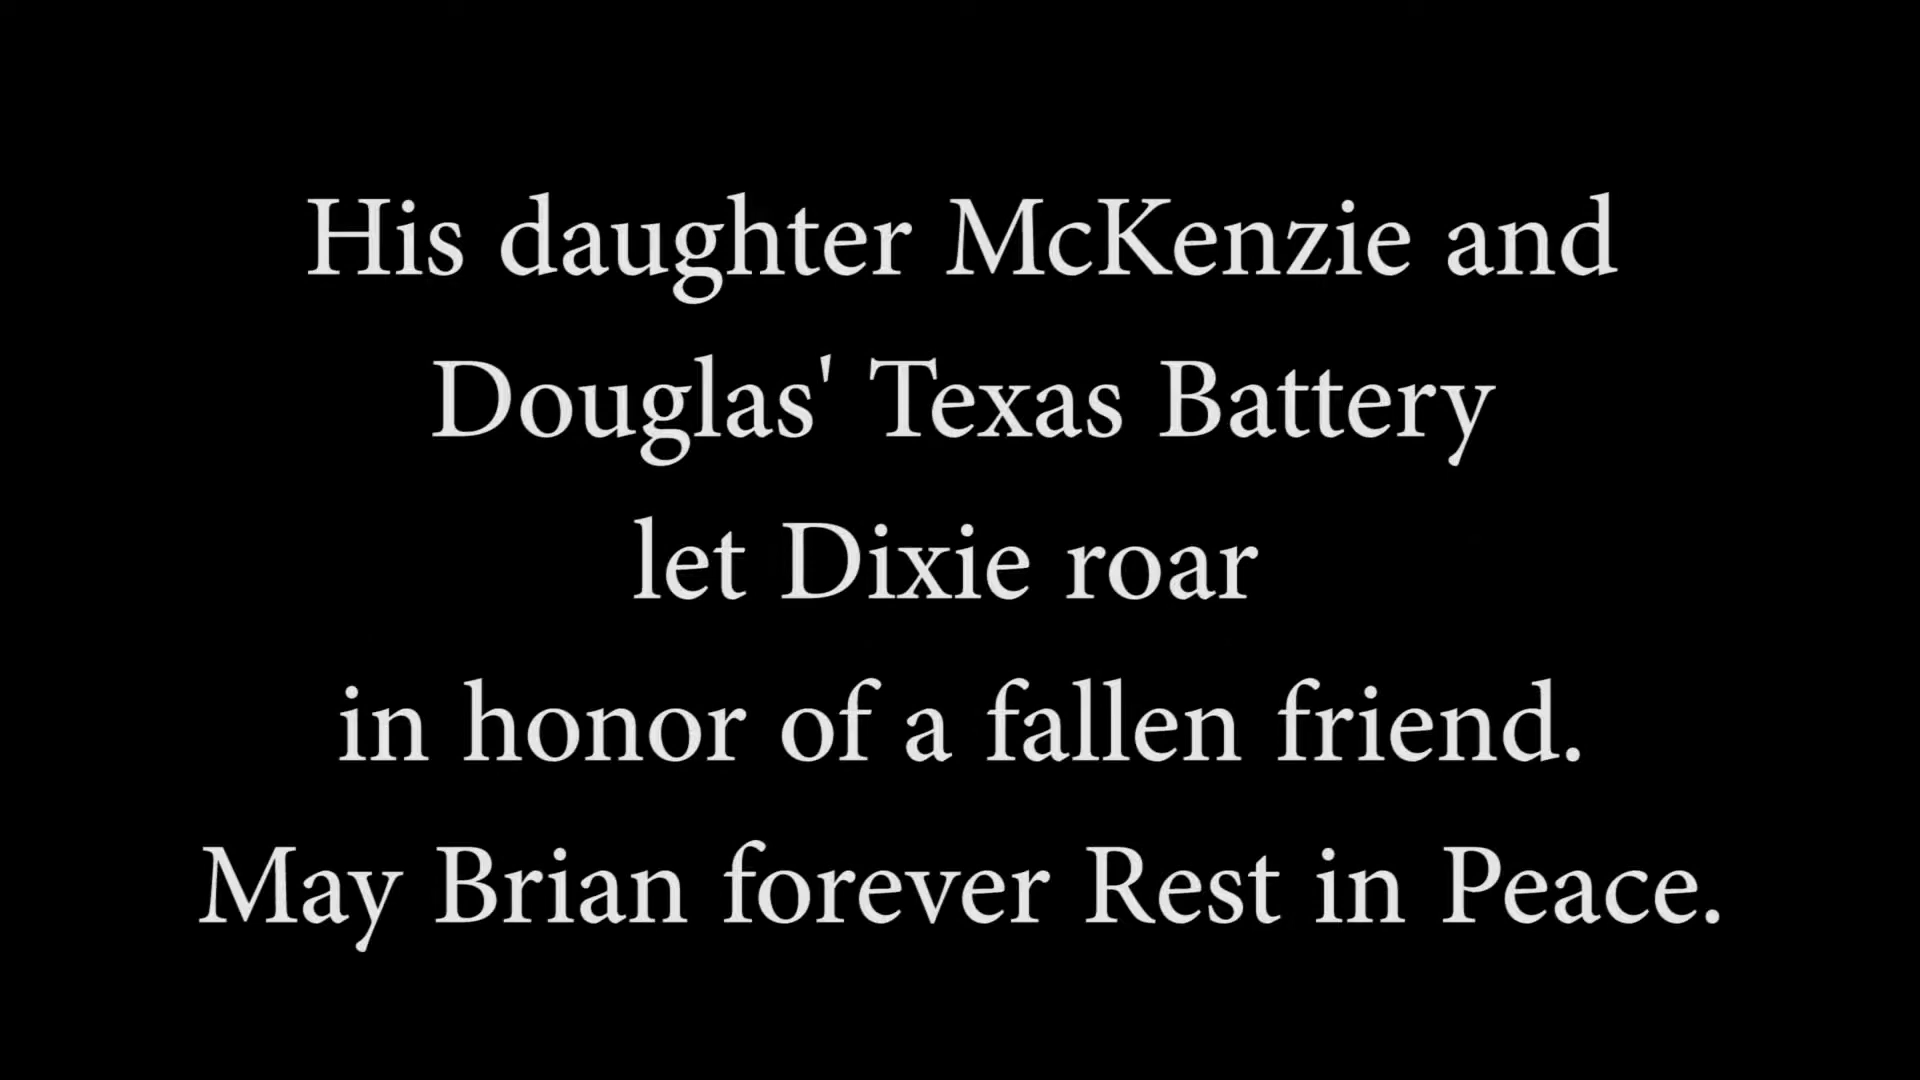 His daughter McKenzie and
Douglas' Texas Battery
let Dixie roar
in honor of a fallen friend.
May Brian forever Rest in Peace.